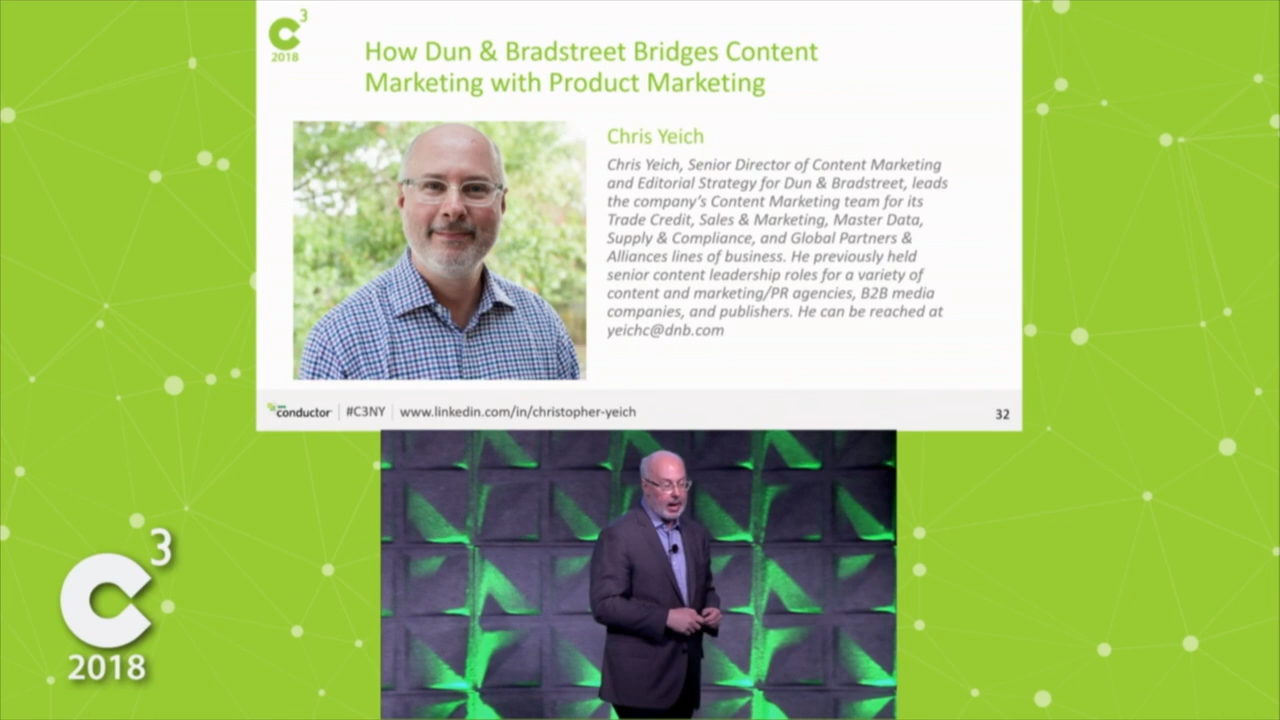 3
2018
How Dun & Bradstreet Bridges Content
Marketing with Product Marketing
Chris Yeich
Chris Yeich, Senior Director of Content Marketing
and Editorial Strategy for Dun & Bradstreet, leads
the company's Content Marketing team for its
Trade Credit, Sales & Marketing, Master Data,
Supply & Compliance, and Global Partners &
Alliances lines of business. He previously held
senior content leadership roles for a variety of
content and marketing/PR agencies, B2B media
companies, and publishers. He can be reached at
yeichc@dnb.com
conductor #C3NY www.linkedin.com/in/christopher-yeich 32
C3
2018